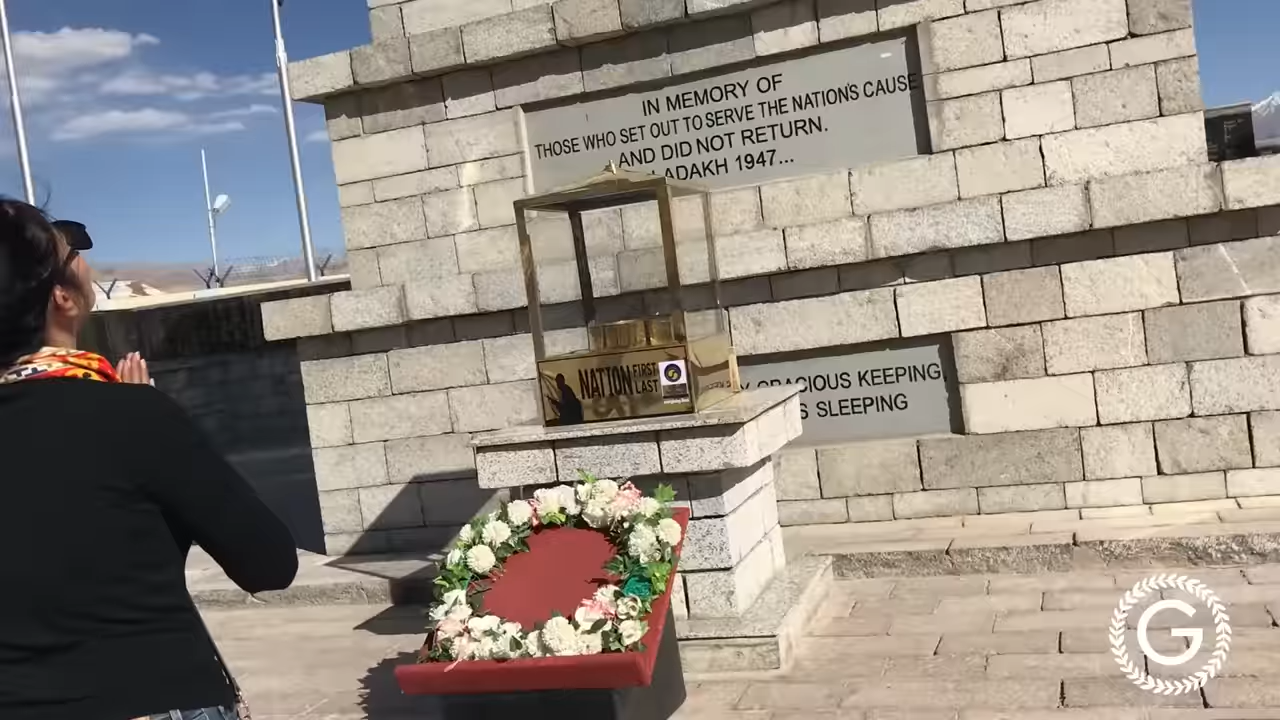 IN MEMORY OF
THOSE WHO SET OUT TO SERVE THE NATION'S CAUSE
AND DID NOT RETURN.
LADAKH 1947...
NATION FIRST
LAST
GRACIOUS KEEPING,
SLEEPING
G